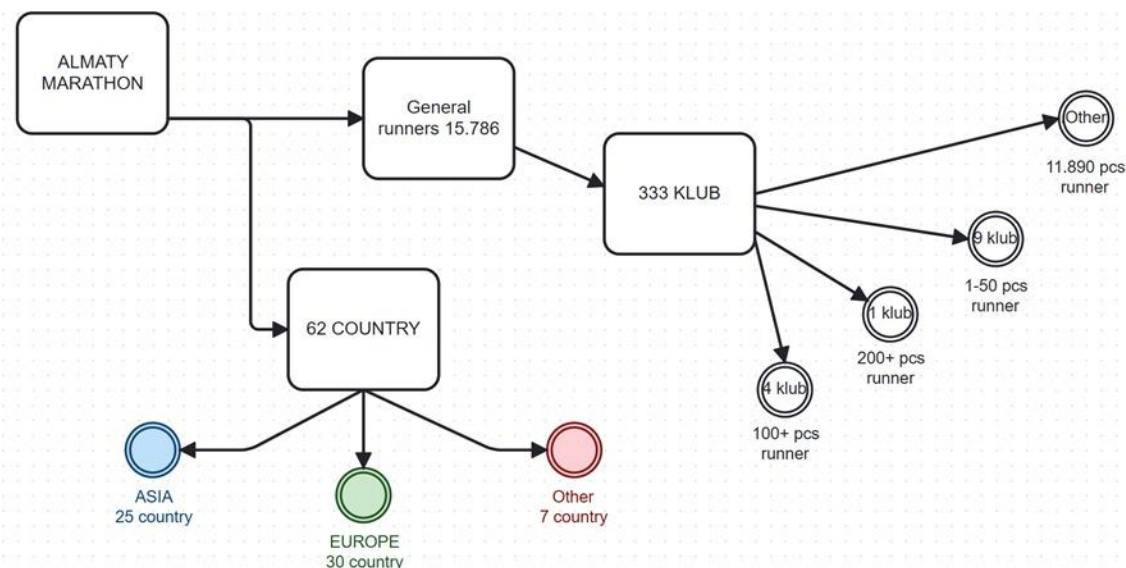 ALMATY
MARATHON
General
runners 15.786
333 KLUB
Other
11.890 pcs
runner
9 klub
1-50 pcs
runner
1 klub
200+ pcs
runner
4 klub
100+ pcs
runner
62 COUNTRY
ASIA
25 country
EUROPE
30 country
Other
7 country